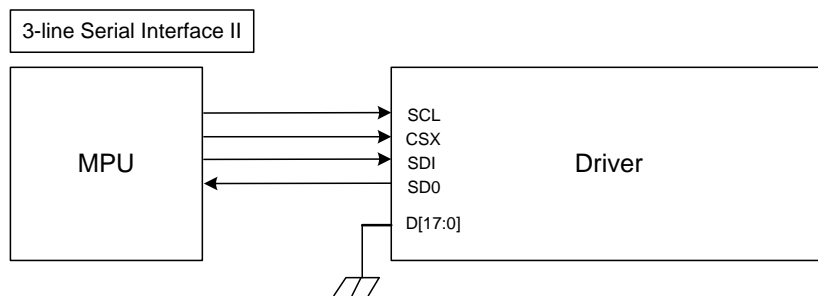 3-line Serial Interface II
MPU
SCL
CSX
SDI
SD0
D[17:0]
Driver